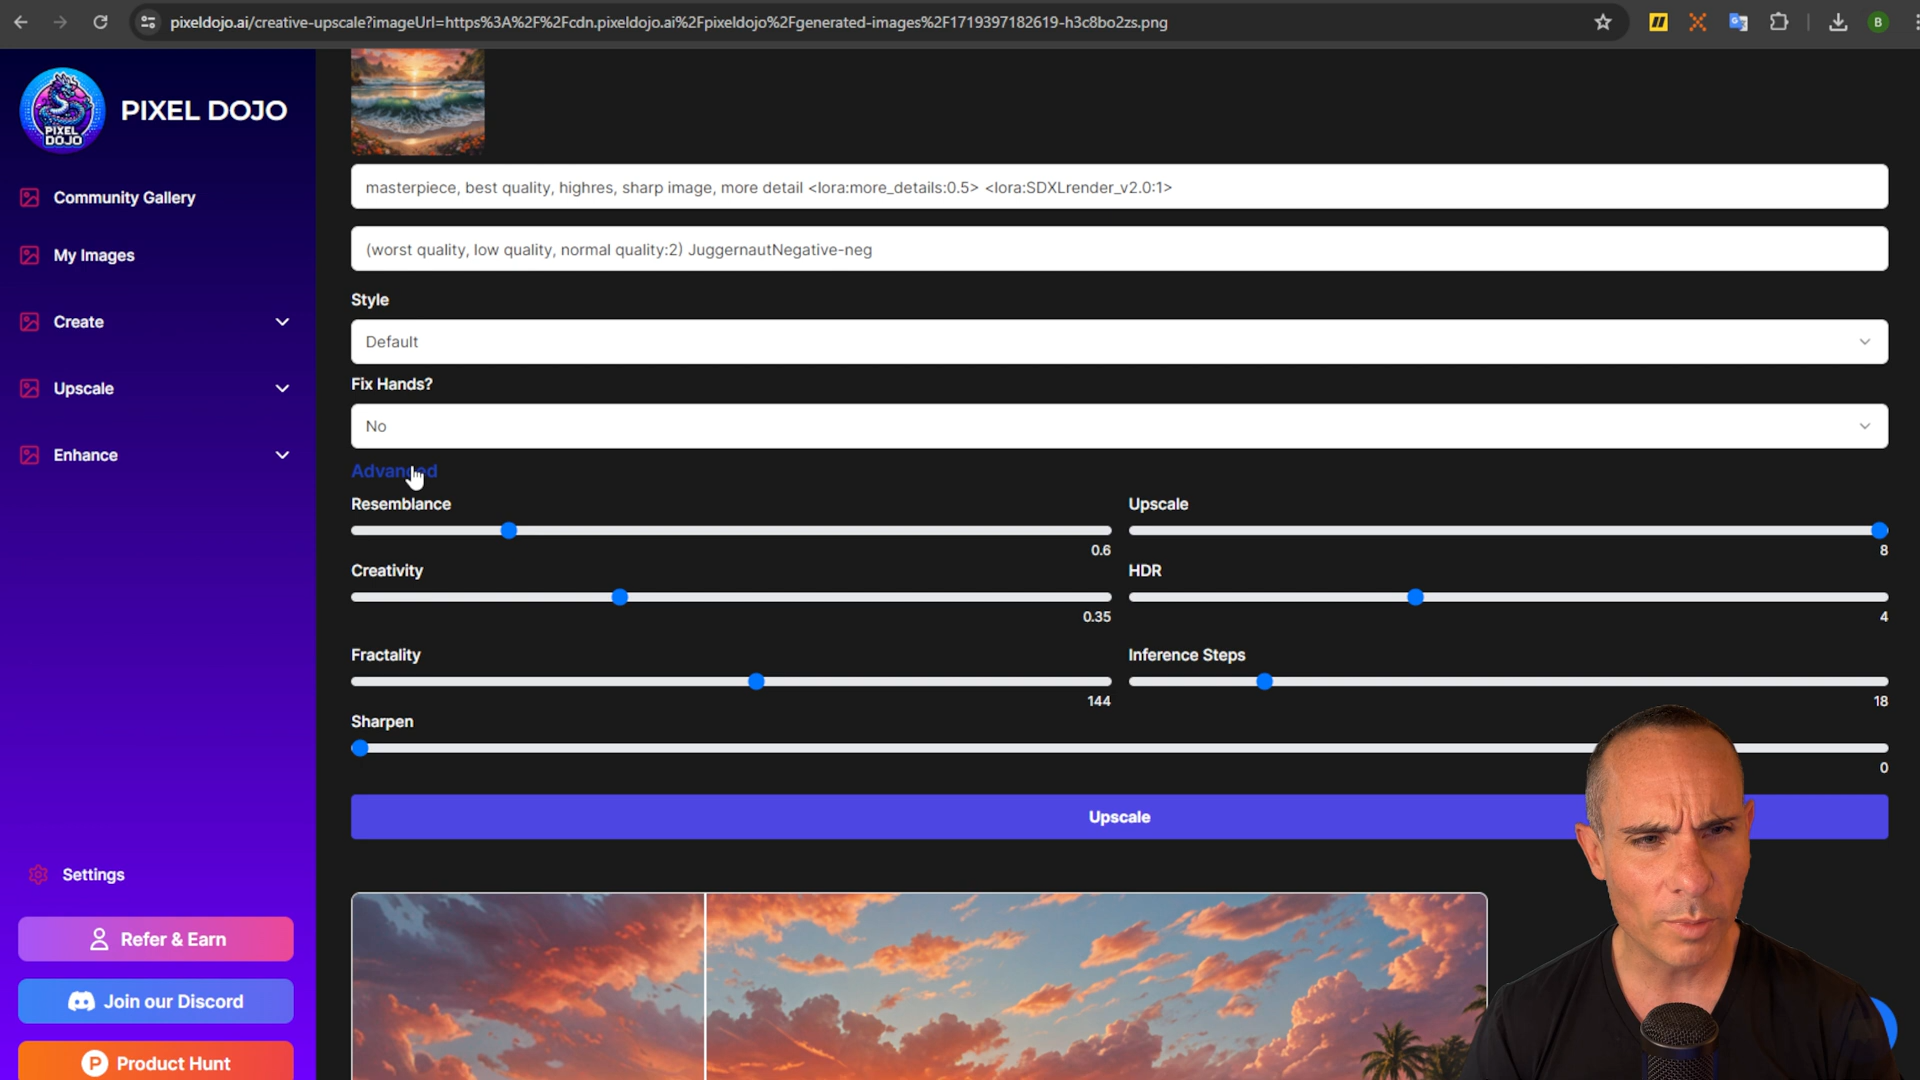 pixeldojo.ai/creative-upscale?imageUrl=https%3A%2F%2Fcdn.pixeldojo.ai%2Fpixeldojo%2Fgenerated-images%2F1719397182619-h3c8bo2zs.png
B
PIXEL DOJO
PIXEL DOJO
Community Gallery
My Images
Create
Upscale
Enhance
Settings
Refer & Earn
Join our Discord
P Product Hunt
masterpiece, best quality, highres, sharp image, more detail <lora:more_details:0.5> <lora:SDXLrender_v2.0:1>
(worst quality, low quality, normal quality:2) JuggernautNegative-neg
Style
Default
Fix Hands?
No
Advanced
Resemblance
0.6
Upscale
8
Creativity
0.35
HDR
4
Fractality
144
Inference Steps
18
Sharpen
0
Upscale